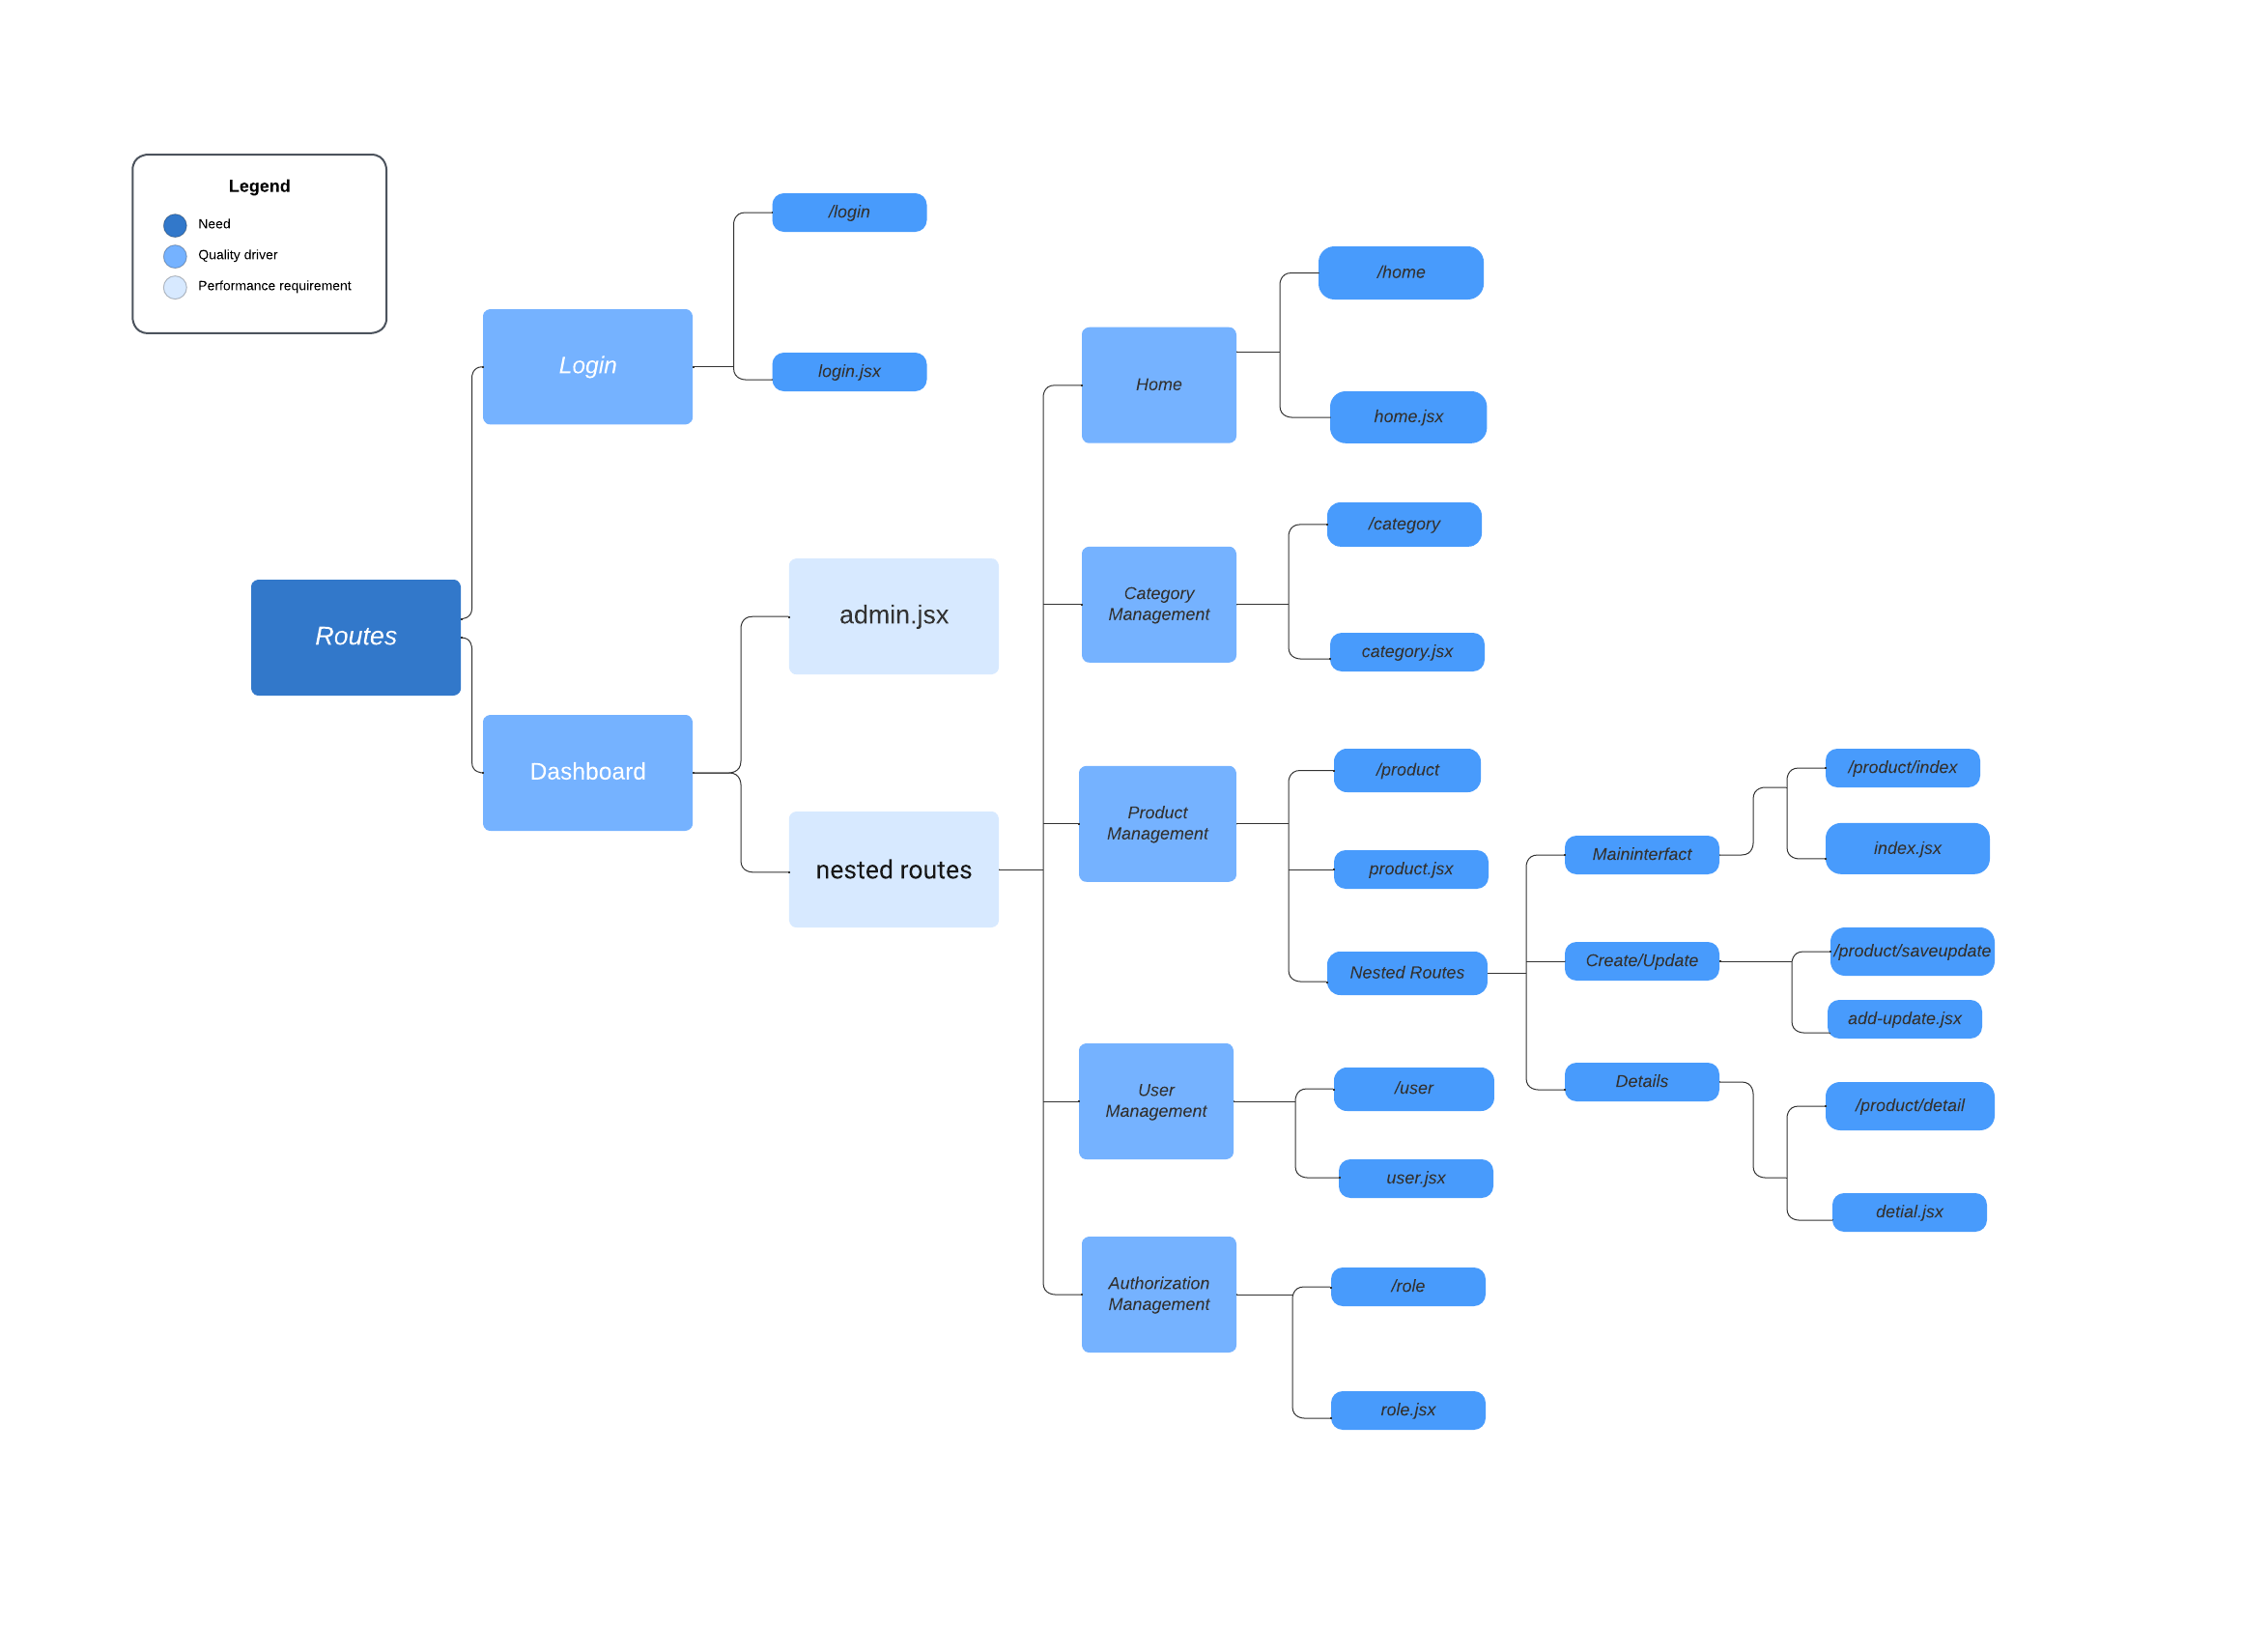 Legend
Need
Quality driver
Performance requirement
Routes
Login
/login
login.jsx
Dashboard
admin.jsx
nested routes
Home
/home
home.jsx
Category
Management
/category
category.jsx
Product
Management
/product
product.jsx
Nested Routes
Maininterfact
/product/index
index.jsx
Create/Update
/product/saveupdate
add-update.jsx
Details
/product/detail
detial.jsx
User
Management
/user
user.jsx
Authorization
Management
/role
role.jsx